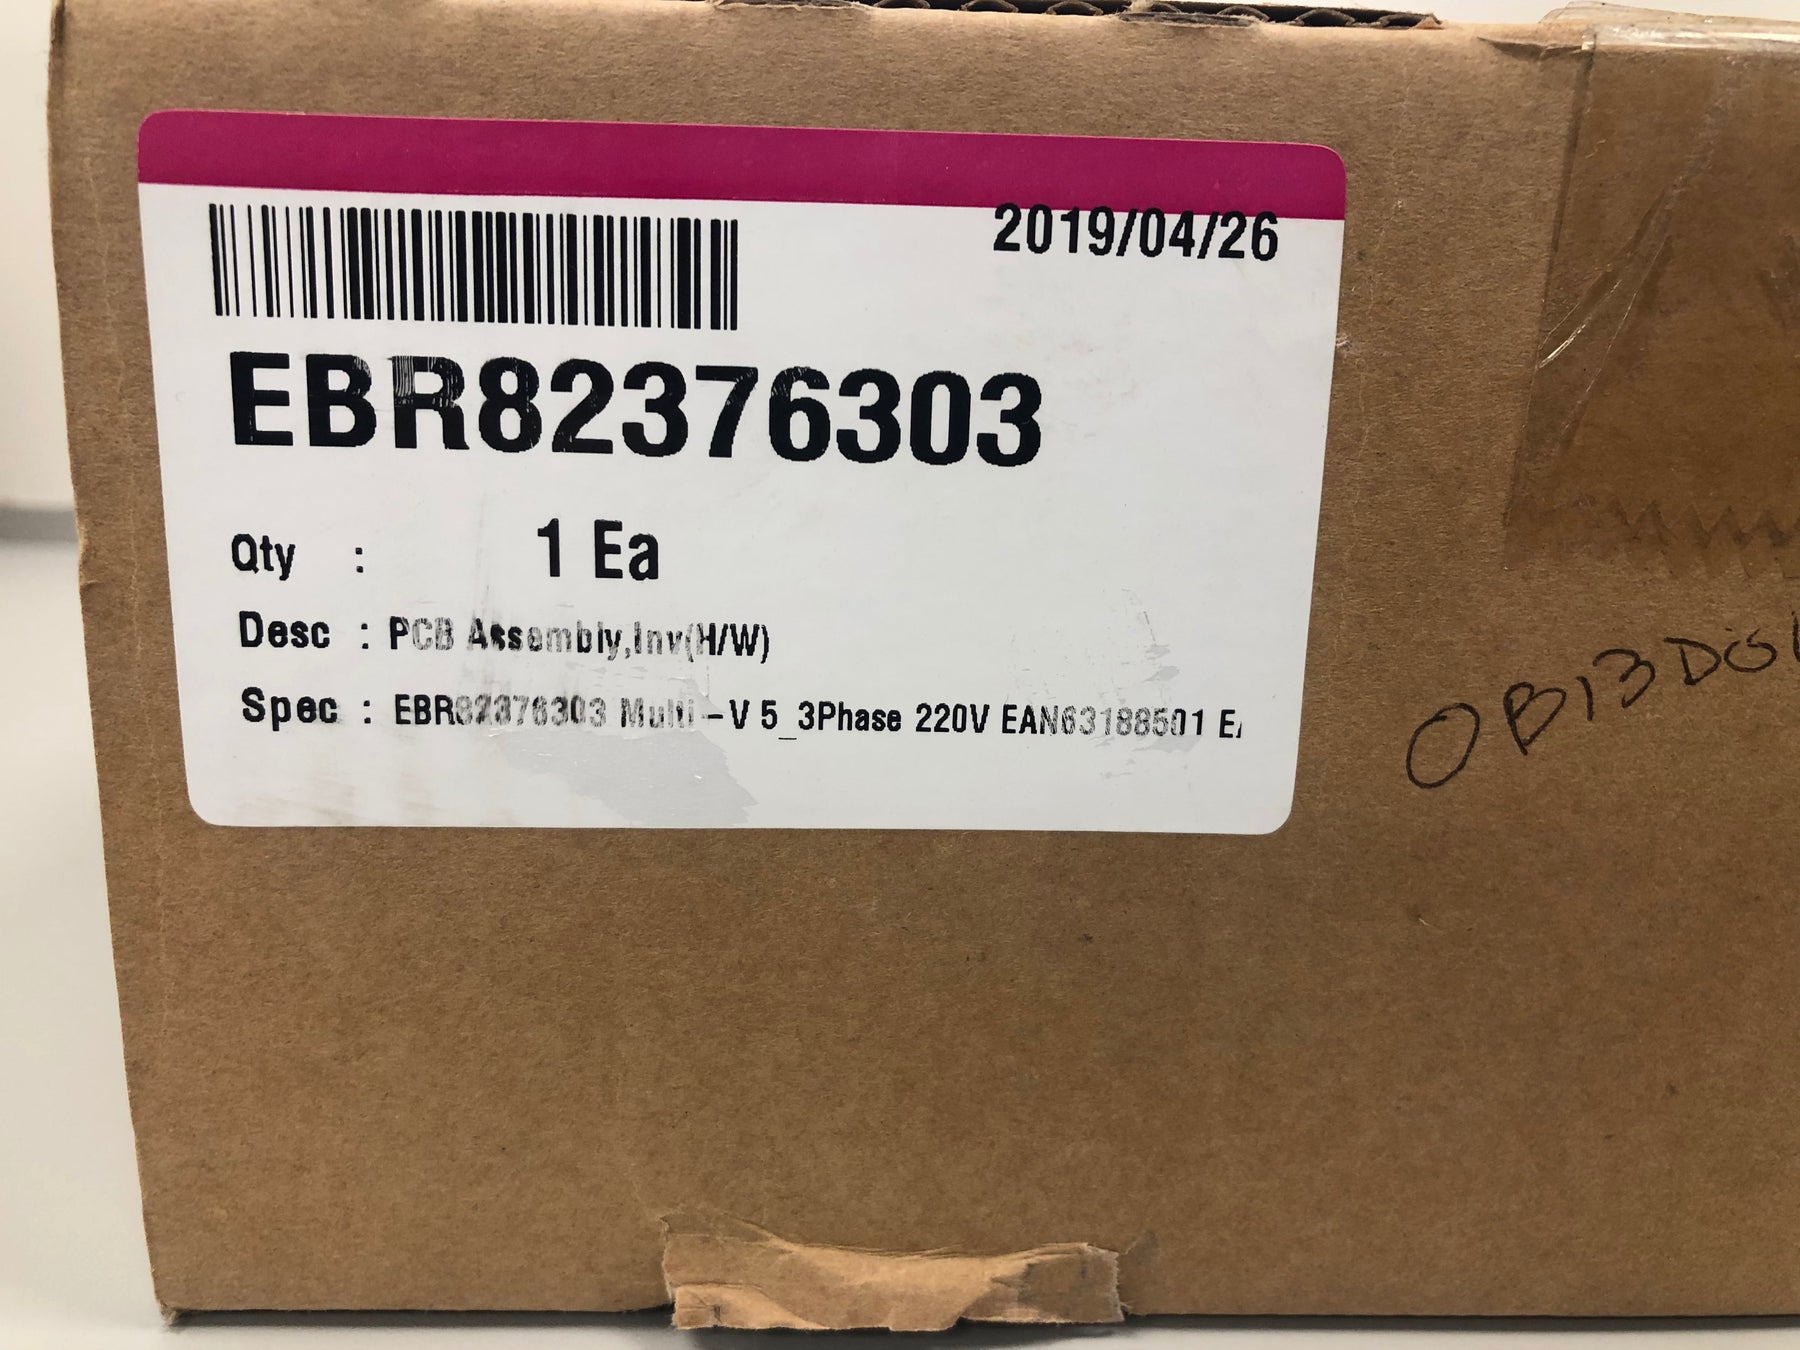 2019/04/26
EBR82376303
Qty : 1 Ea
Desc : PCB Assembly,Inv(H/W)
Spec : EBR82376303 Multi-V 5_3Phase 220V EAN63188501